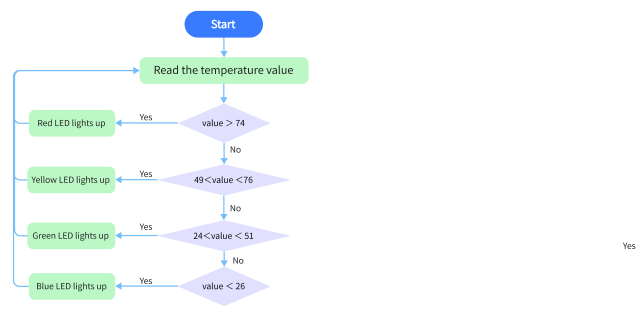 Start
Read the temperature value
Yes
Red LED lights up
value > 74
No
Yes
Yellow LED lights up
49<value <76
No
Yes
Green LED lights up
24<value < 51
Yes
No
Yes
Blue LED lights up
value < 26